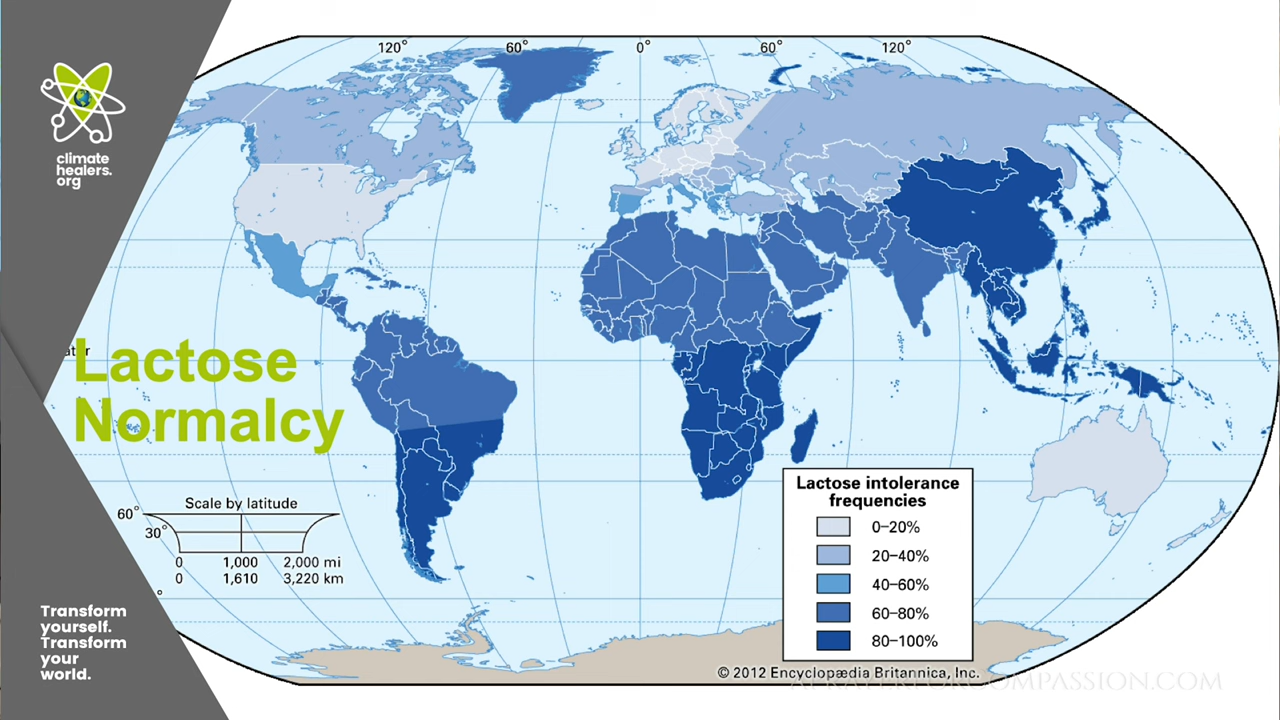 climate
healers.
org
120°
60°
0°
60°
120°
Lactose
Normalcy
Scale by latitude
60°
30°
0 1,000 2,000 mi
0 1,610 3,220 km
Transform
yourself.
Transform
your
world.
Lactose intolerance
frequencies
0–20%
20–40%
40–60%
60–80%
80–100%
© 2012 Encyclopædia Britannica, Inc.
COMPASSION.COM